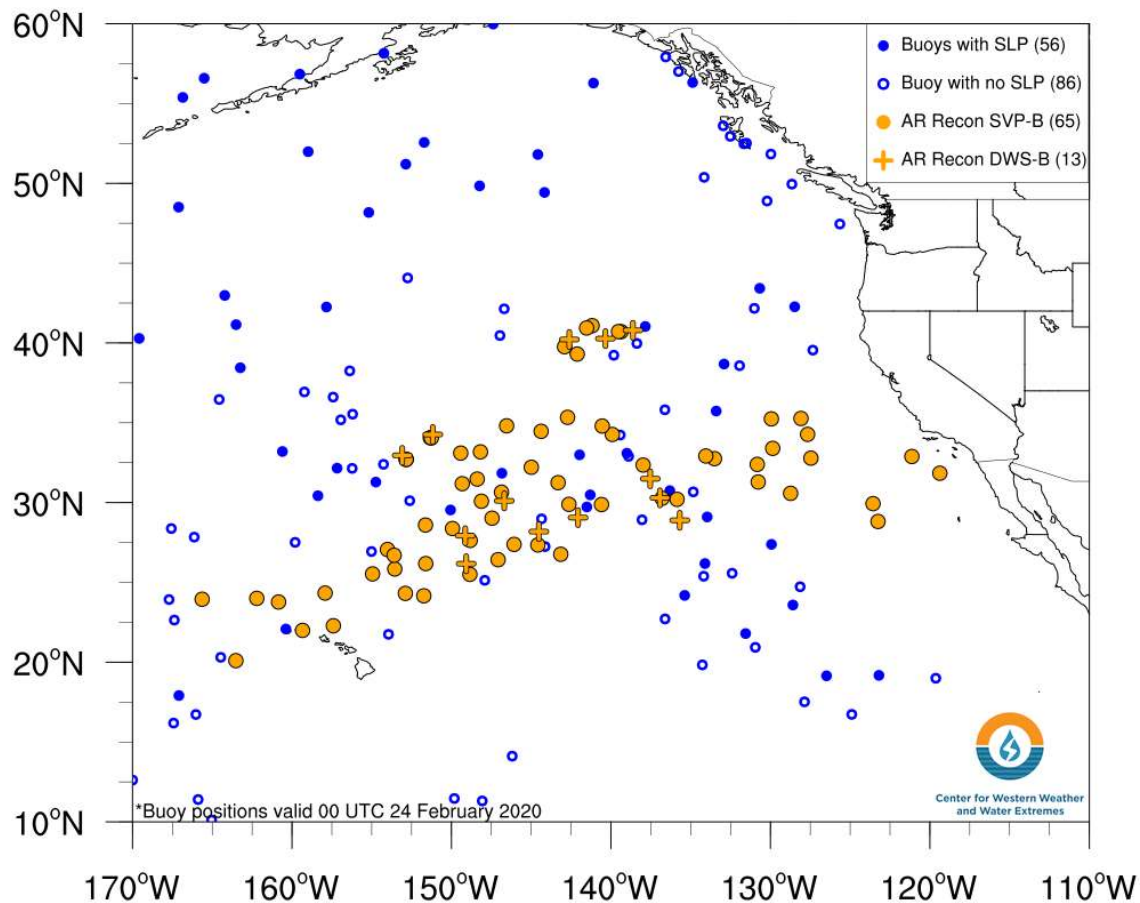 60°N
50°N
40°N
30°N
20°N
10°N
Buoys with SLP (56)
Buoy with no SLP (86)
AR Recon SVP-B (65)
AR Recon DWS-B (13)
Center for Western Weather
and Water Extremes
*Buoy positions valid 00 UTC 24 February 2020
170°W 160°W 150°W 140°W 130°W 120°W 110°W